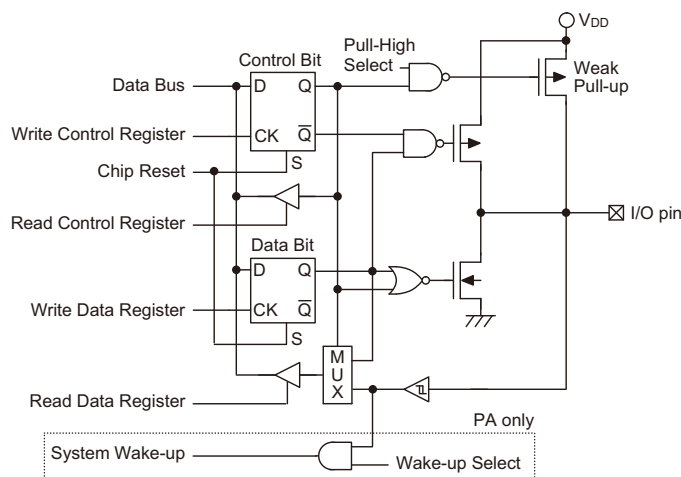 VDD
Control Bit
Pull-High
Select
Weak
Pull-up
Data Bus
D
Q
Write Control Register
CK
Q
Chip Reset
S
Read Control Register
I/O pin
Data Bit
D
Q
Write Data Register
CK
Q
S
M
U
X
Read Data Register
PA only
System Wake-up
Wake-up Select